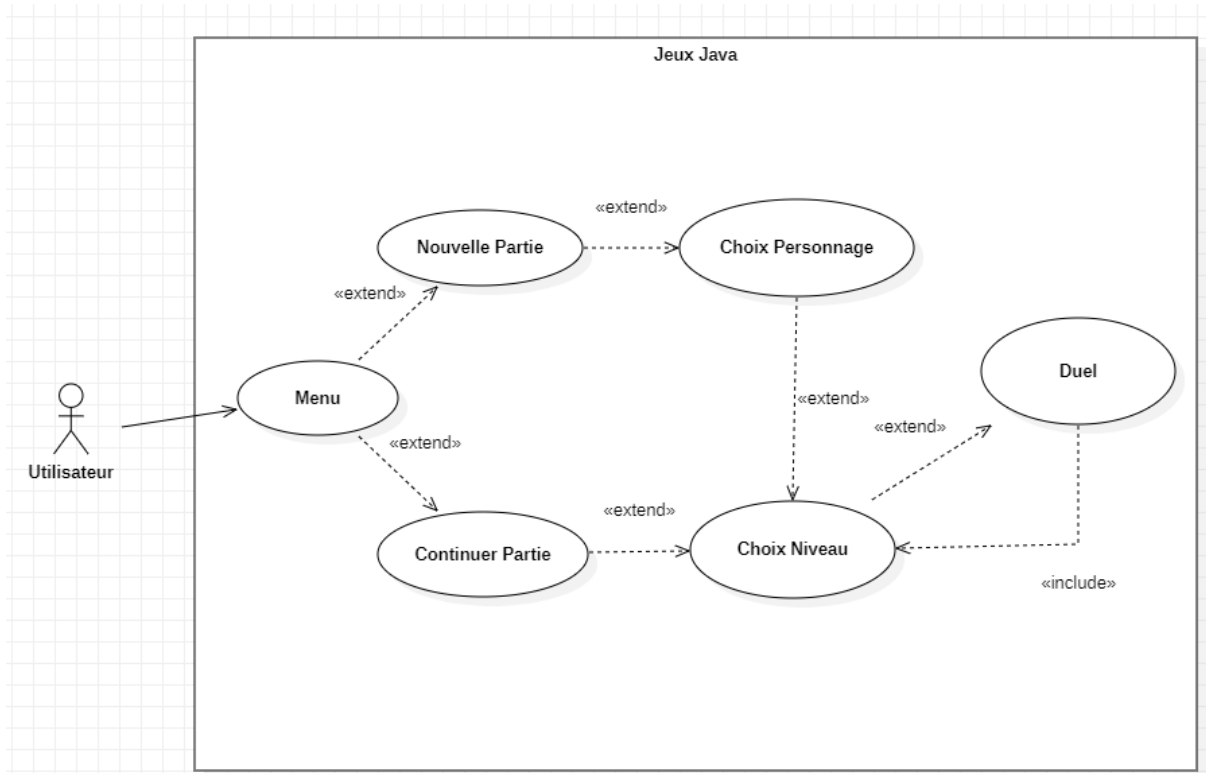 Jeux Java
«extend»
Nouvelle Partie
Choix Personnage
«extend»
Duel
Menu
«extend»
«extend»
«extend»
Utilisateur
«extend»
Continuer Partie
Choix Niveau
«include»